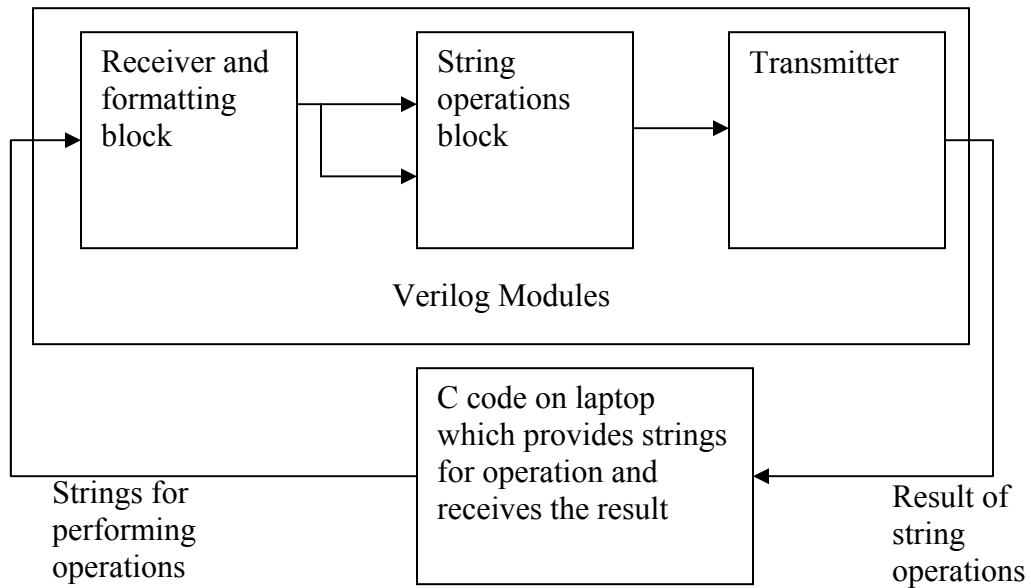 Receiver and
formatting
block
String
operations
block
Transmitter
Verilog Modules
C code on laptop
which provides strings
for operation and
receives the result
Strings for
performing
operations
Result of
string
operations